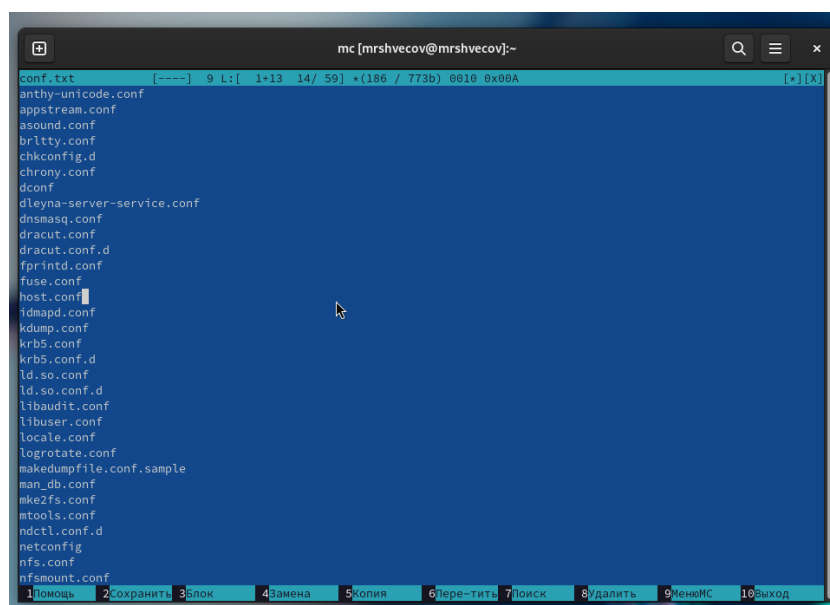 mc [mrshvecov@mrshvecov]:~
conf.txt [----] 9 L:[ 1+13 14/ 59] *(186 / 773b) 0010 0x00A [*][X]
anthy-unicode.conf
appstream.conf
asound.conf
brltty.conf
chkconfig.d
chrony.conf
dconf
dleyna-server-service.conf
dnsmasq.conf
dracut.conf
dracut.conf.d
fprintd.conf
fuse.conf
host.conf
idmapd.conf
kdump.conf
krb5.conf
krb5.conf.d
ld.so.conf
ld.so.conf.d
libaudit.conf
libuser.conf
locale.conf
logrotate.conf
makedumpfile.conf.sample
man_db.conf
mke2fs.conf
mtools.conf
ndctl.conf.d
netconfig
nfs.conf
nfsmount.conf
1Помощь 2Сохранить 3Блок 4Замена 5Копия 6Пере~тить 7Поиск 8Удалить 9МенюМС 10Выход